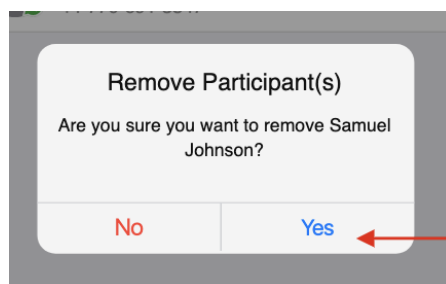 Remove Participant(s)
Are you sure you want to remove Samuel
Johnson?
No
Yes